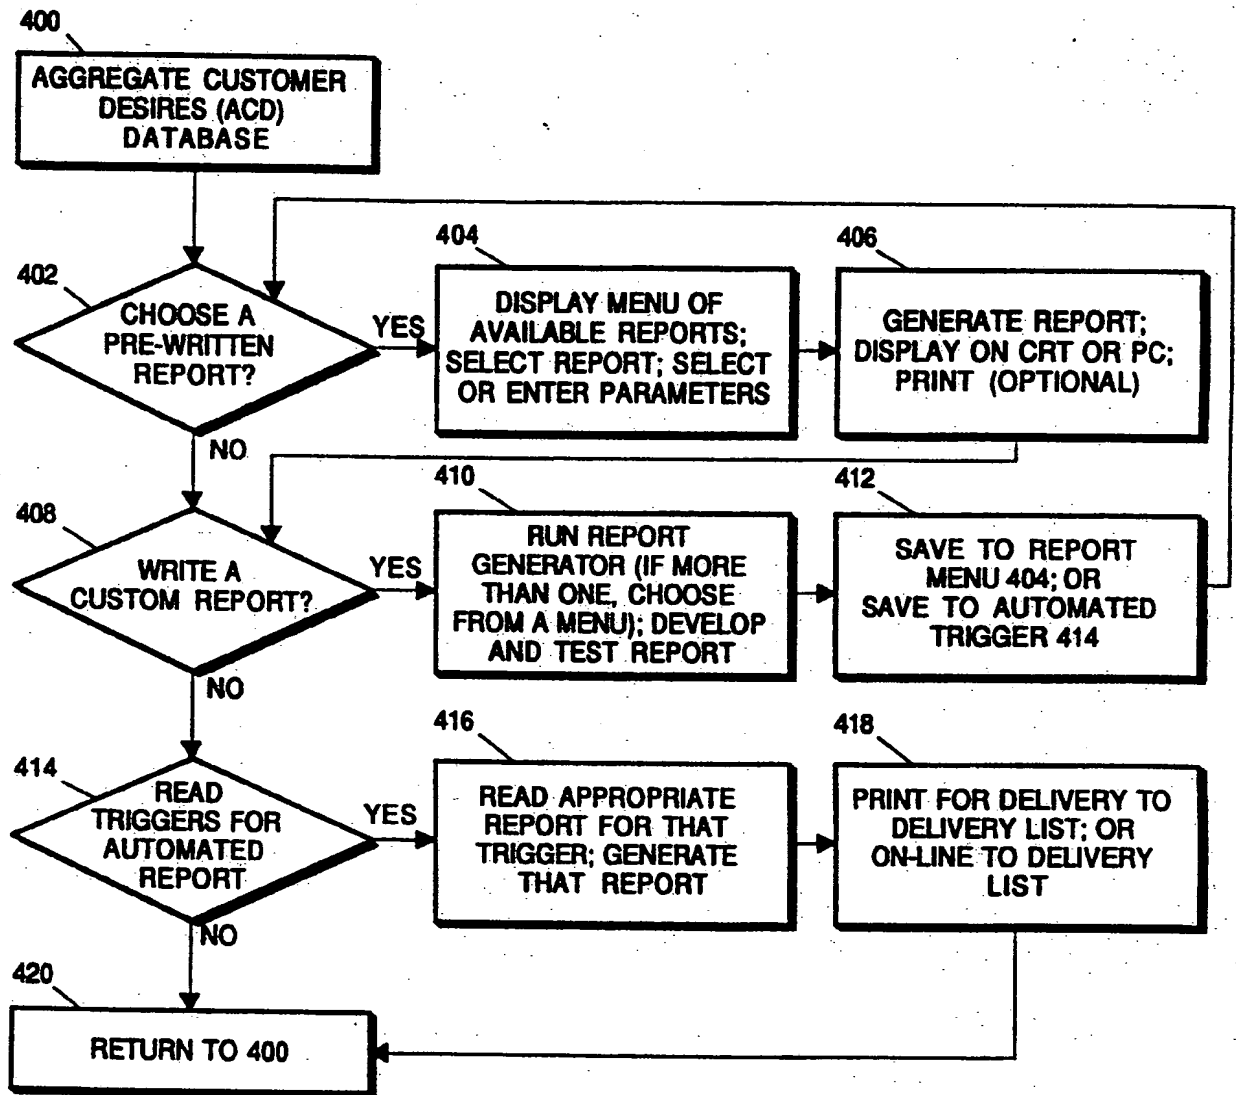 400
AGGREGATE CUSTOMER
DESIRES (ACD)
DATABASE
402
CHOOSE A
PRE-WRITTEN
REPORT?
YES
NO
404
DISPLAY MENU OF
AVAILABLE REPORTS;
SELECT REPORT; SELECT
OR ENTER PARAMETERS
406
GENERATE REPORT;
DISPLAY ON CRT OR PC;
PRINT (OPTIONAL)
408
WRITE A
CUSTOM REPORT?
YES
NO
410
RUN REPORT
GENERATOR (IF MORE
THAN ONE, CHOOSE
FROM A MENU); DEVELOP
AND TEST REPORT
412
SAVE TO REPORT
MENU 404; OR
SAVE TO AUTOMATED
TRIGGER 414
414
READ
TRIGGERS FOR
AUTOMATED
REPORT
YES
NO
416
READ APPROPRIATE
REPORT FOR THAT
TRIGGER; GENERATE
THAT REPORT
418
PRINT FOR DELIVERY TO
DELIVERY LIST; OR
ON-LINE TO DELIVERY
LIST
420
RETURN TO 400